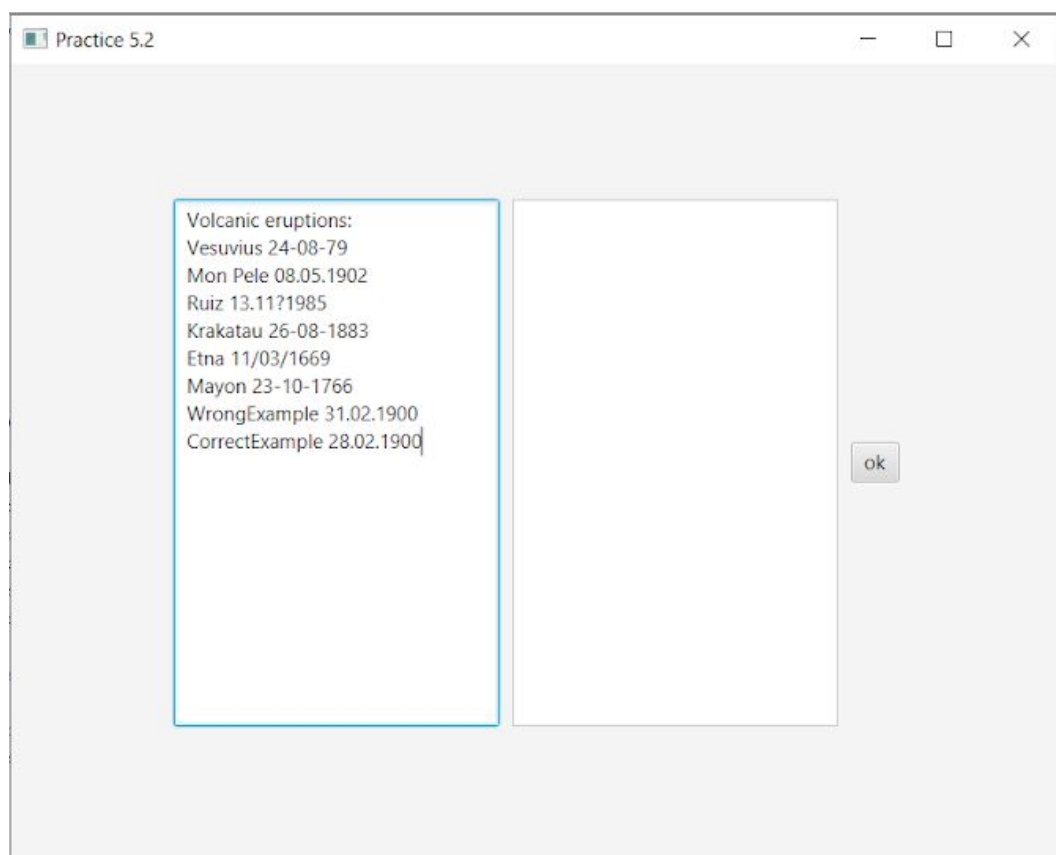 Practice 5.2
Volcanic eruptions:
Vesuvius 24-08-79
Mon Pele 08.05.1902
Ruiz 13.11?1985
Krakatau 26-08-1883
Etna 11/03/1669
Mayon 23-10-1766
WrongExample 31.02.1900
CorrectExample 28.02.1900
ok